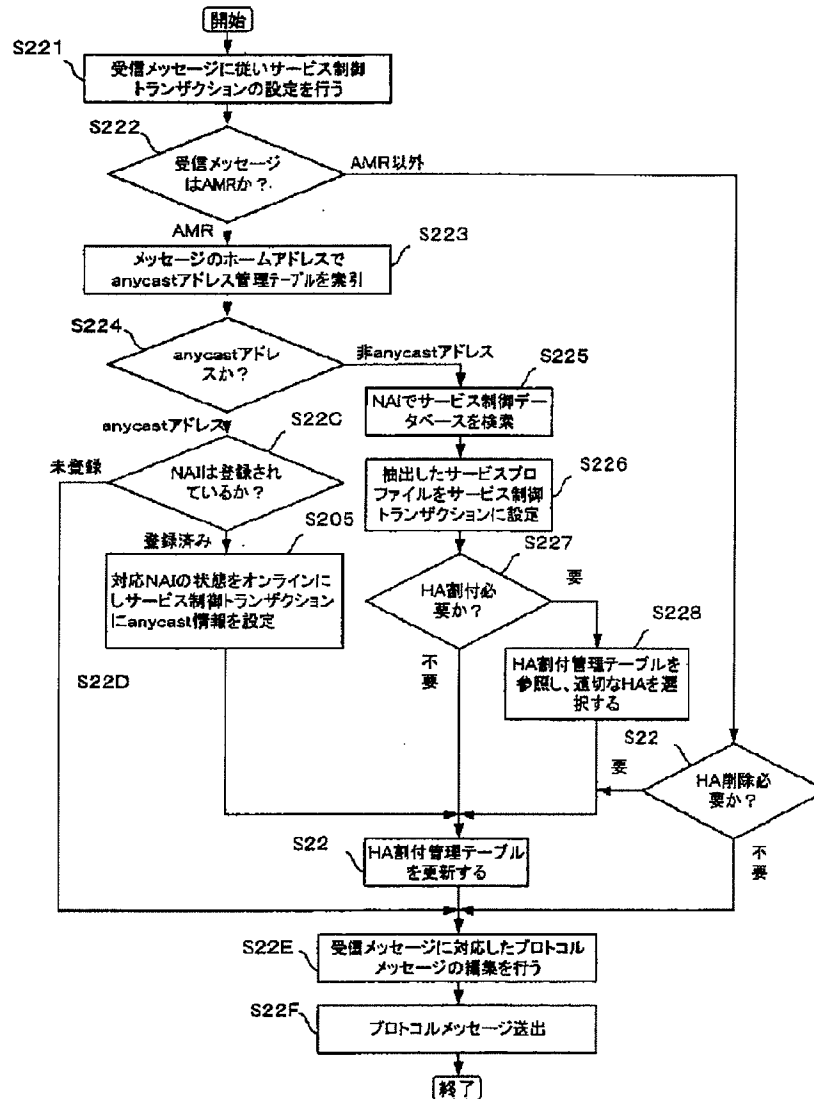 開始
S221
受信メッセージに従いサービス制御
トランザクションの設定を行う
S222
受信メッセージ
はAMRか？
AMR以外
AMR
S223
メッセージのホームアドレスで
anycastアドレス管理テーブルを索引
S224
anycastアドレ
スか？
非anycastアドレス
S225
NAIでサービス制御デー
タベースを検索
anycastアドレス
S22C
NAIは登録され
ているか？
未登録
S226
抽出したサービスプロ
ファイルをサービス制御
トランザクションに設定
登録済み
S205
対応NAIの状態をオンラインに
しサービス制御トランザクション
にanycast情報を設定
S227
HA割付必
要か？
要
不
要
S228
HA割付管理テーブルを
参照し、適切なHAを選
択する
S22D
S22
HA削除必
要か？
要
不
要
S22
HA割付管理テーブル
を更新する
S22E
受信メッセージに対応したプロトコル
メッセージの編集を行う
S22F
プロトコルメッセージ送出
終了